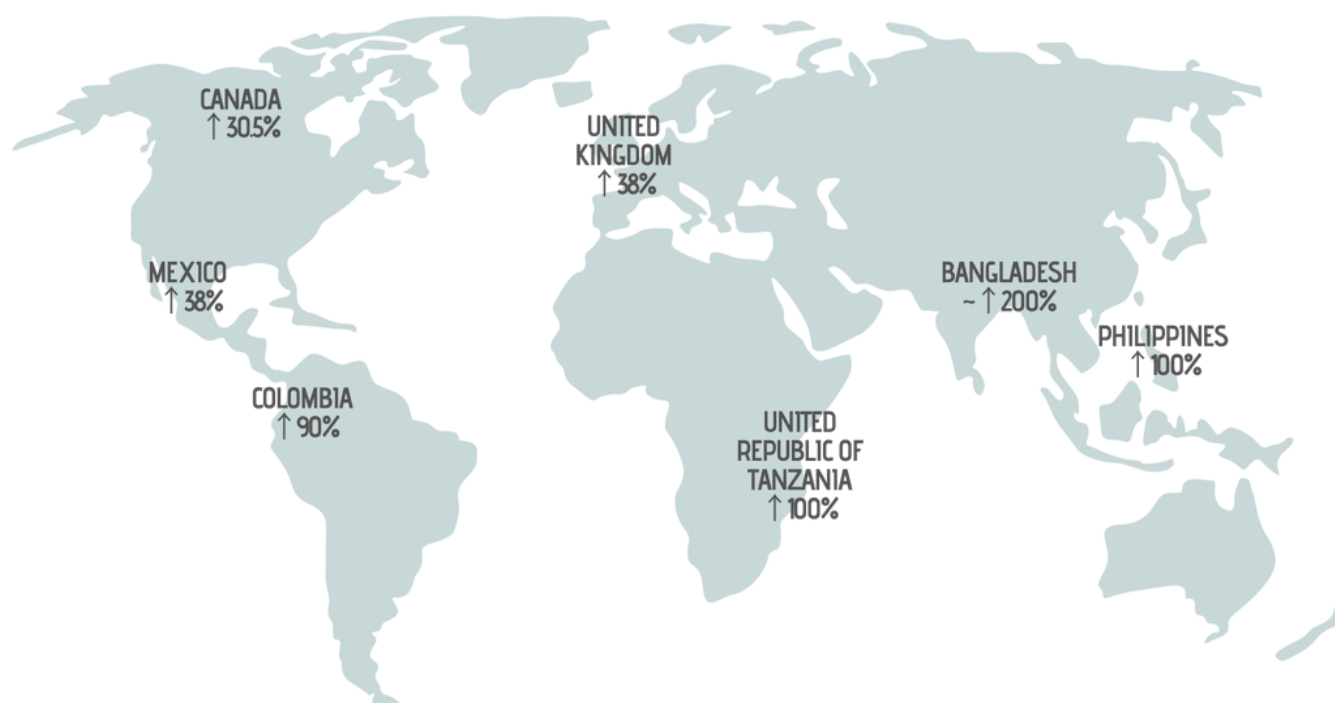 CANADA
↑ 30.5%
UNITED
KINGDOM
↑ 38%
MEXICO
↑ 38%
BANGLADESH
~ ↑ 200%
PHILIPPINES
↑ 100%
COLOMBIA
↑ 90%
UNITED
REPUBLIC OF
TANZANIA
↑ 100%